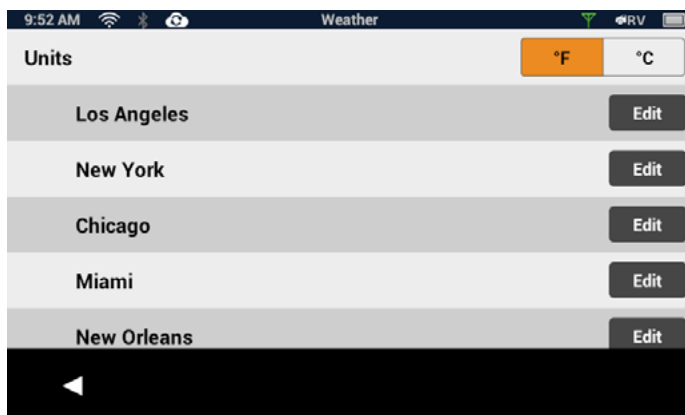 9:52 AM Weather RV
Units °F °C
Los Angeles Edit
New York Edit
Chicago Edit
Miami Edit
New Orleans Edit